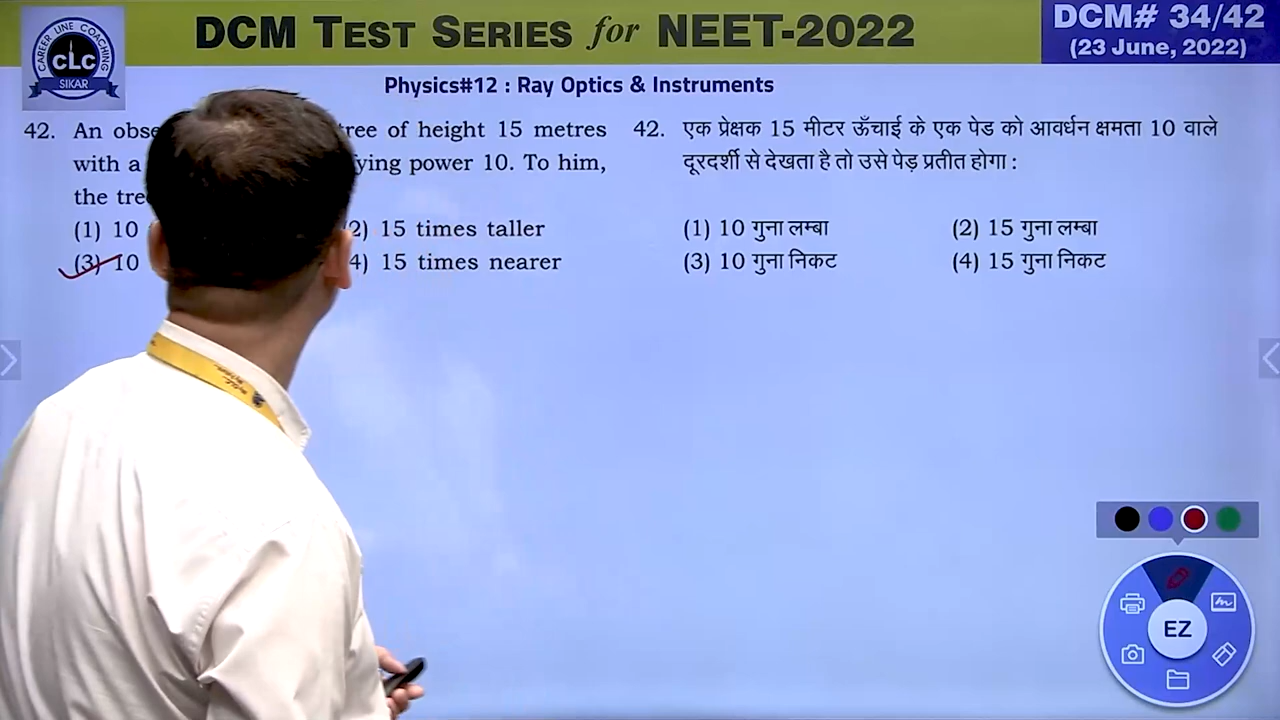 DCM TEST SERIES for NEET-2022
DCM# 34/42
(23 June, 2022)
CAREER LINE COACHING
CLC
SIKAR
Physics#12 : Ray Optics & Instruments
42. An obse tree of height 15 metres
with a ying power 10. To him,
the tre
(1) 10 2) 15 times taller
(3) 10 4) 15 times nearer
42. एक प्रेक्षक 15 मीटर ऊँचाई के एक पेड को आवर्धन क्षमता 10 वाले
दूरदर्शी से देखता है तो उसे पेड़ प्रतीत होगा :
(1) 10 गुना लम्बा (2) 15 गुना लम्बा
(3) 10 गुना निकट (4) 15 गुना निकट
EZ